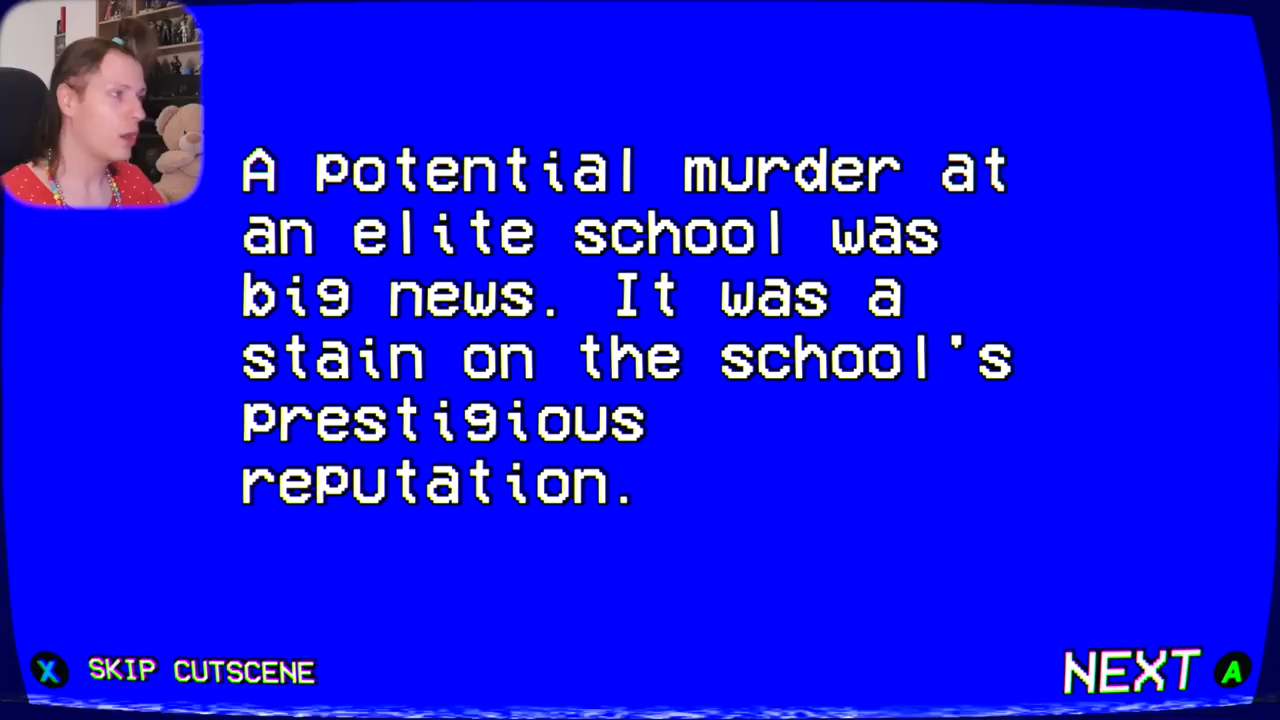 A potential murder at
an elite school was
big news. It was a
stain on the school's
prestigious
reputation.
X SKIP CUTSCENE
NEXT A